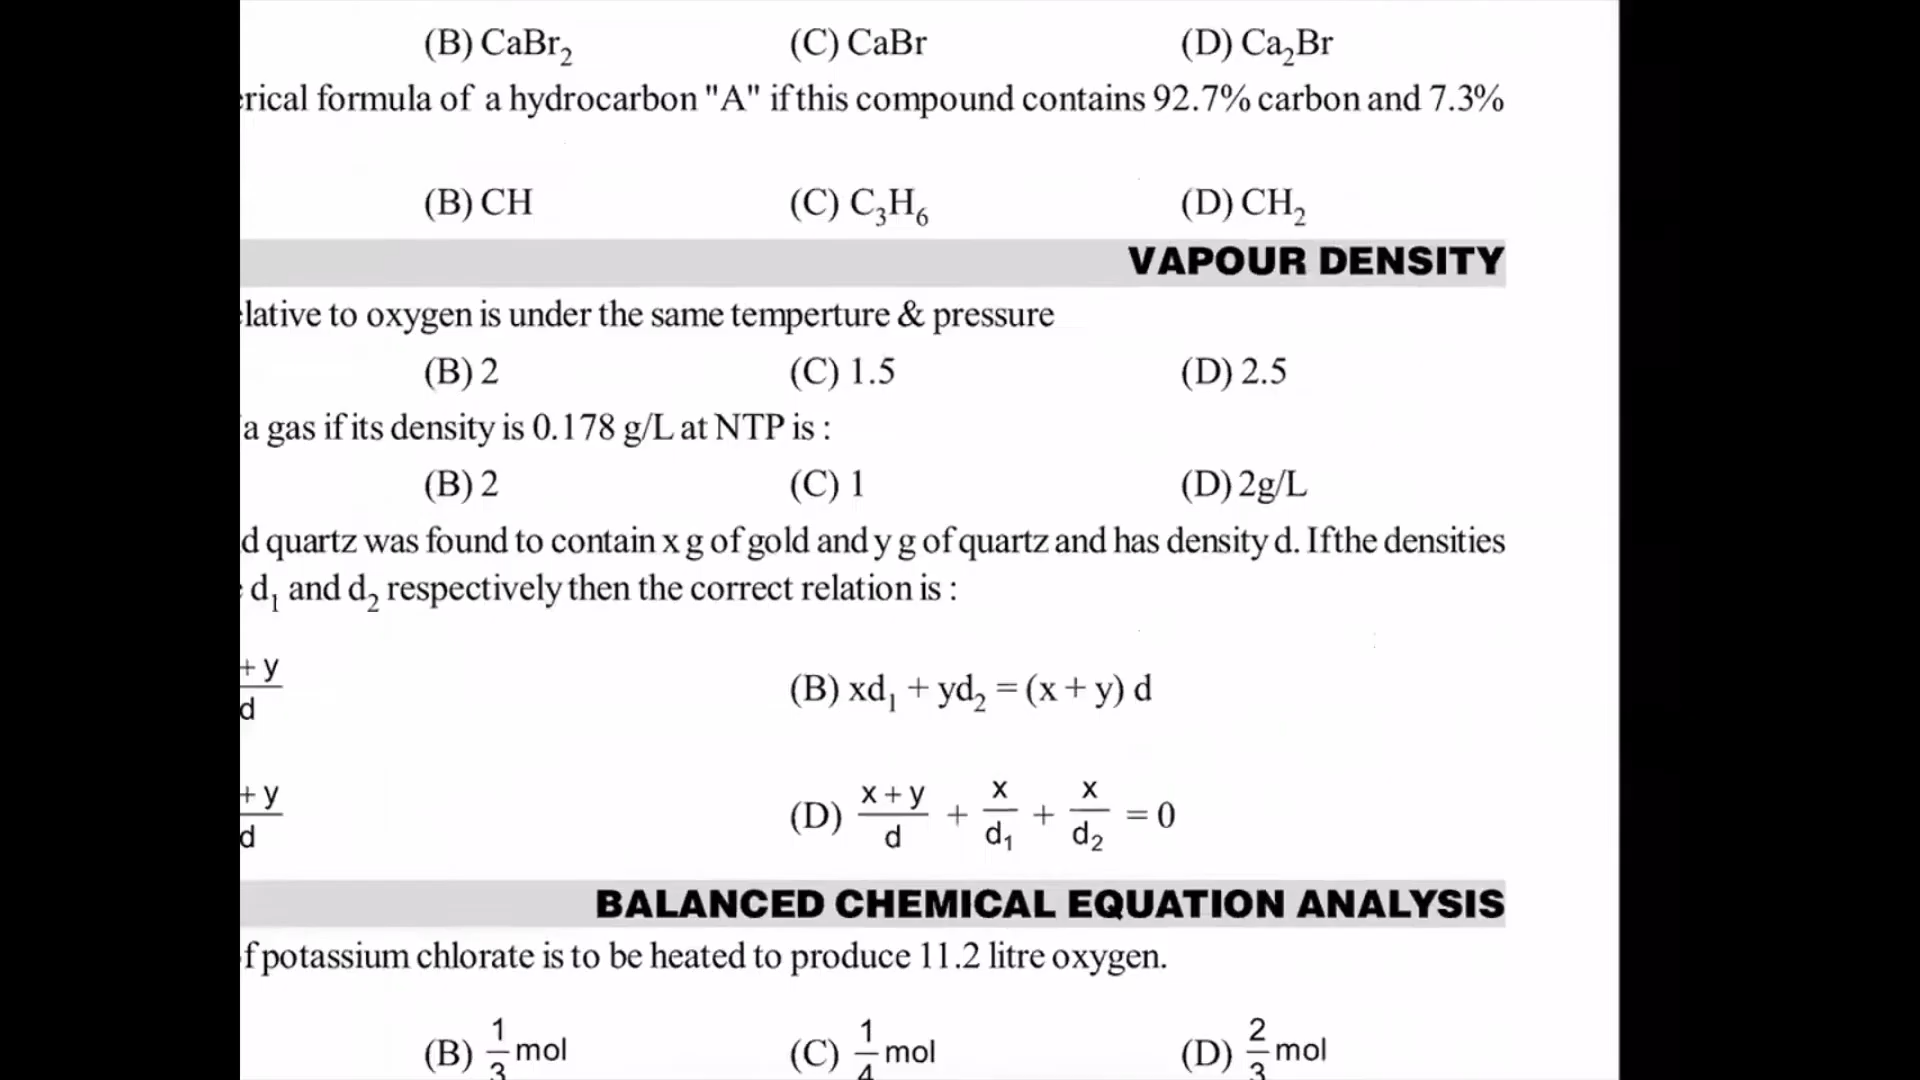 (B) CaBr₂ (C) CaBr (D) Ca₂Br
rical formula of a hydrocarbon "A" if this compound contains 92.7% carbon and 7.3%
(B) CH (C) C₃H₆ (D) CH₂
VAPOUR DENSITY
lative to oxygen is under the same temperture & pressure
(B) 2 (C) 1.5 (D) 2.5
a gas if its density is 0.178 g/L at NTP is :
(B) 2 (C) 1 (D) 2g/L
d quartz was found to contain x g of gold and y g of quartz and has density d. If the densities
d₁ and d₂ respectively then the correct relation is :
+ y / d (B) xd₁ + yd₂ = (x + y) d
+ y / d (D) (x + y)/d + x/d₁ + x/d₂ = 0
BALANCED CHEMICAL EQUATION ANALYSIS
f potassium chlorate is to be heated to produce 11.2 litre oxygen.
(B) 1/3 mol (C) 1/4 mol (D) 2/3 mol